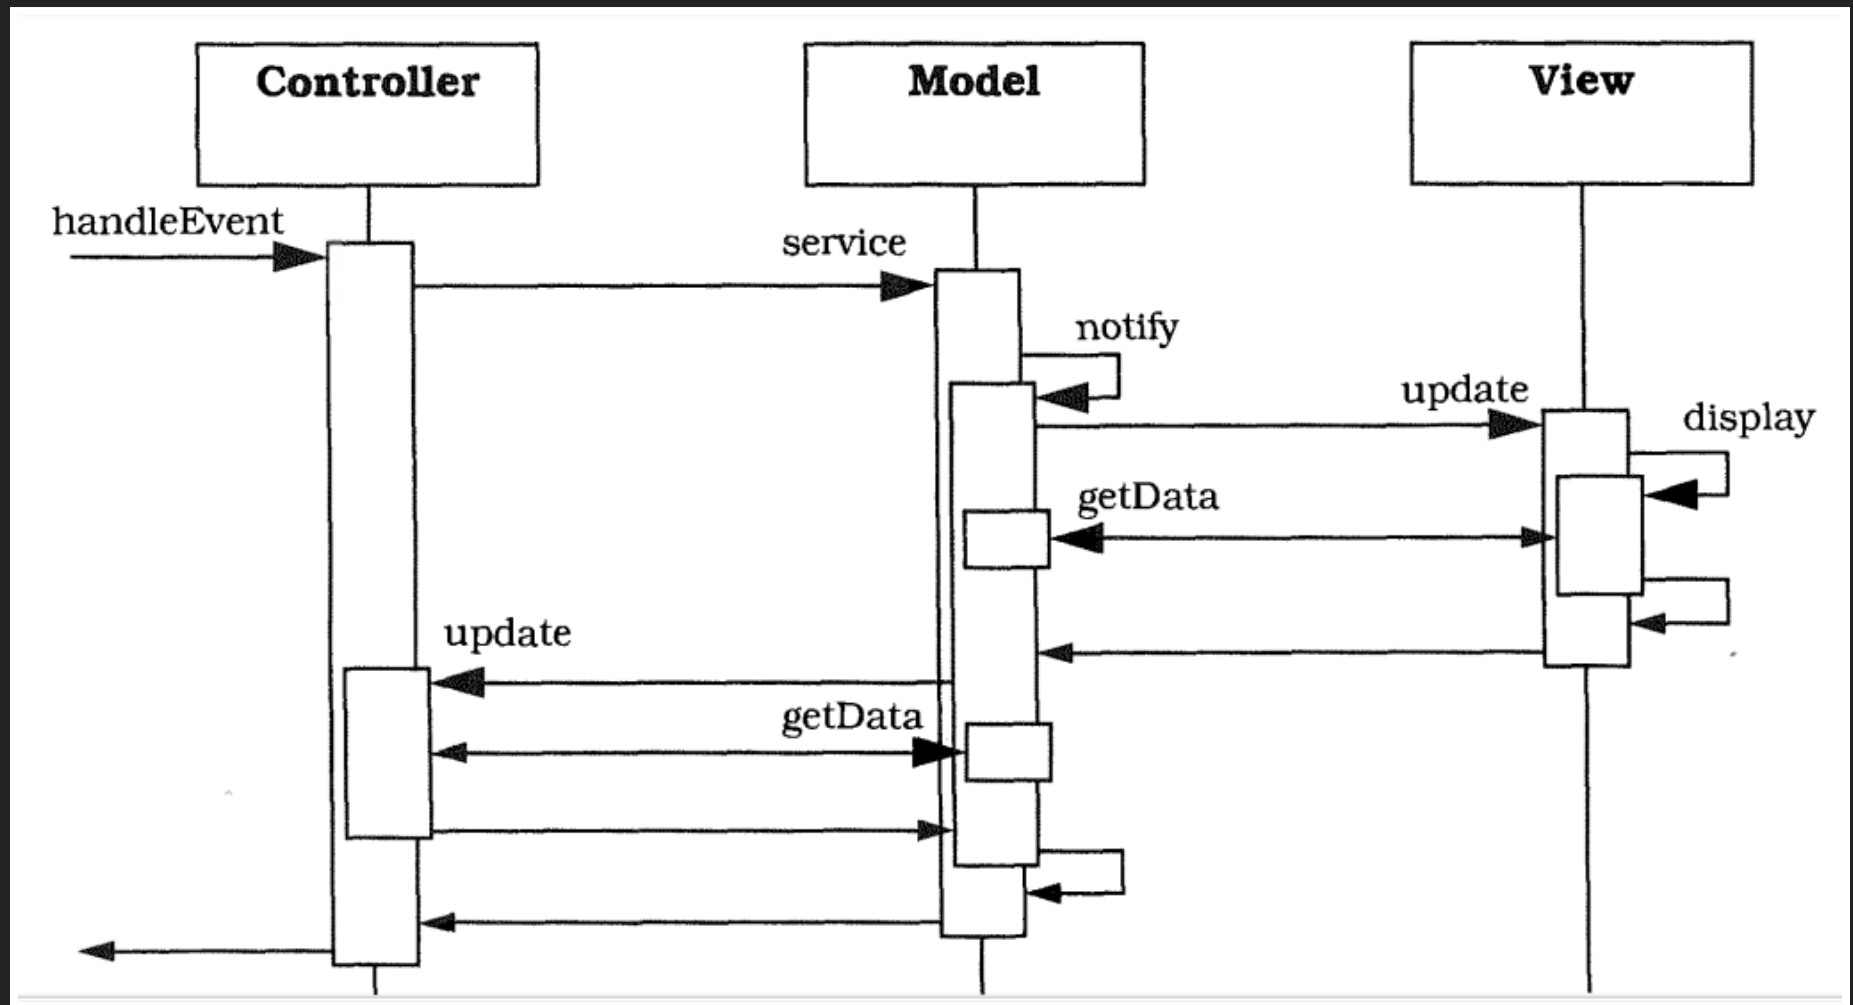 Controller
Model
View
handleEvent
service
notify
update
display
getData
update
getData